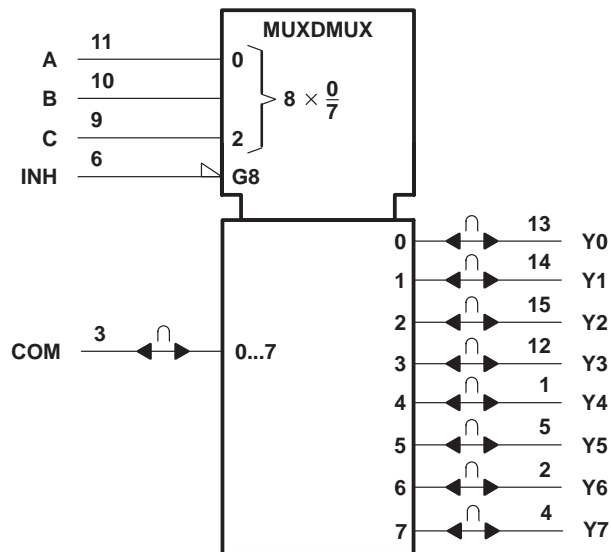 MUXDMUX
A 11 0
B 10 8 × 0/7
C 9 2
INH 6 G8
0 13 Y0
1 14 Y1
2 15 Y2
COM 3 0...7
3 12 Y3
4 1 Y4
5 5 Y5
6 2 Y6
7 4 Y7